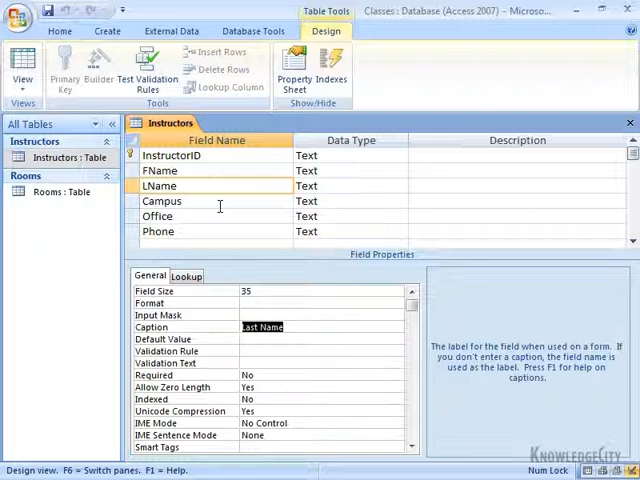 Table Tools
Classes : Database (Access 2007) - Microso...
Home
Create
External Data
Database Tools
Design
View
Primary Key
Builder
Test Validation Rules
Insert Rows
Delete Rows
Lookup Column
Property Sheet
Indexes
Views
Tools
Show/Hide
All Tables
Instructors
Instructors : Table
Rooms
Rooms : Table
Instructors
Field Name Data Type Description
InstructorID Text
FName Text
LName Text
Campus Text
Office Text
Phone Text
Field Properties
General Lookup
Field Size 35
Format
Input Mask
Caption Last Name
Default Value
Validation Rule
Validation Text
Required No
Allow Zero Length Yes
Indexed No
Unicode Compression Yes
IME Mode No Control
IME Sentence Mode None
Smart Tags
The label for the field when used on a form. If
you don't enter a caption, the field name is
used as the label. Press F1 for help on
captions.
KnowledgeCity
Design view. F6 = Switch panes. F1 = Help.
Num Lock